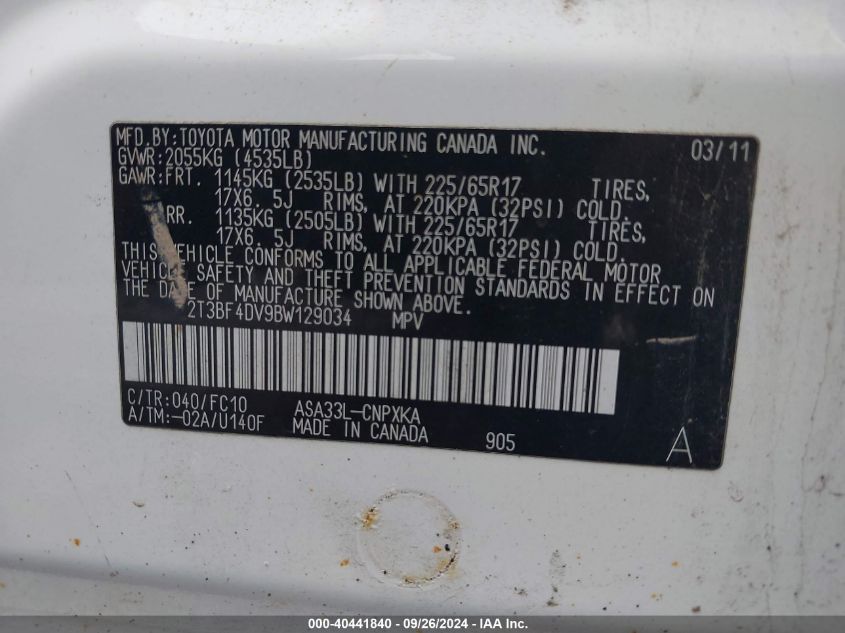 MFD.BY:TOYOTA MOTOR MANUFACTURING CANADA INC. 03/11
GVWR:2055KG (4535LB)
GAWR:FRT. 1145KG (2535LB) WITH 225/65R17 TIRES,
17X6. 5J RIMS, AT 220KPA (32PSI) COLD.
RR. 1135KG (2505LB) WITH 225/65R17 TIRES,
17X6. 5J RIMS, AT 220KPA (32PSI) COLD.
THIS VEHICLE CONFORMS TO ALL APPLICABLE FEDERAL MOTOR
VEHICLE SAFETY AND THEFT PREVENTION STANDARDS IN EFFECT ON
THE DATE OF MANUFACTURE SHOWN ABOVE.
2T3BF4DV9BW129034 MPV
C/TR:040/FC10 ASA33L-CNPXKA
A/TM:-02A/U140F MADE IN CANADA 905 A
000-40441840 - 09/26/2024 - IAA Inc.